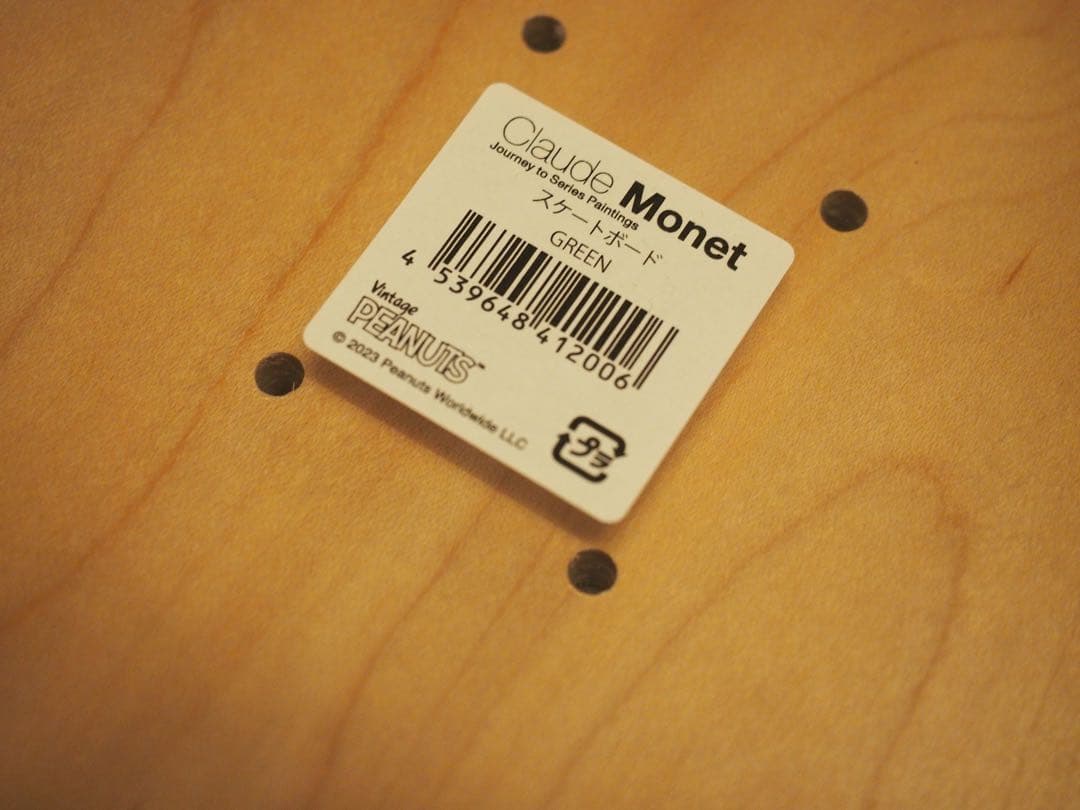 Claude Monet
Journey to Series Paintings
スケートボード
GREEN
4 539648 412006
Vintage
PEANUTS™
© 2023 Peanuts Worldwide LLC
プラ